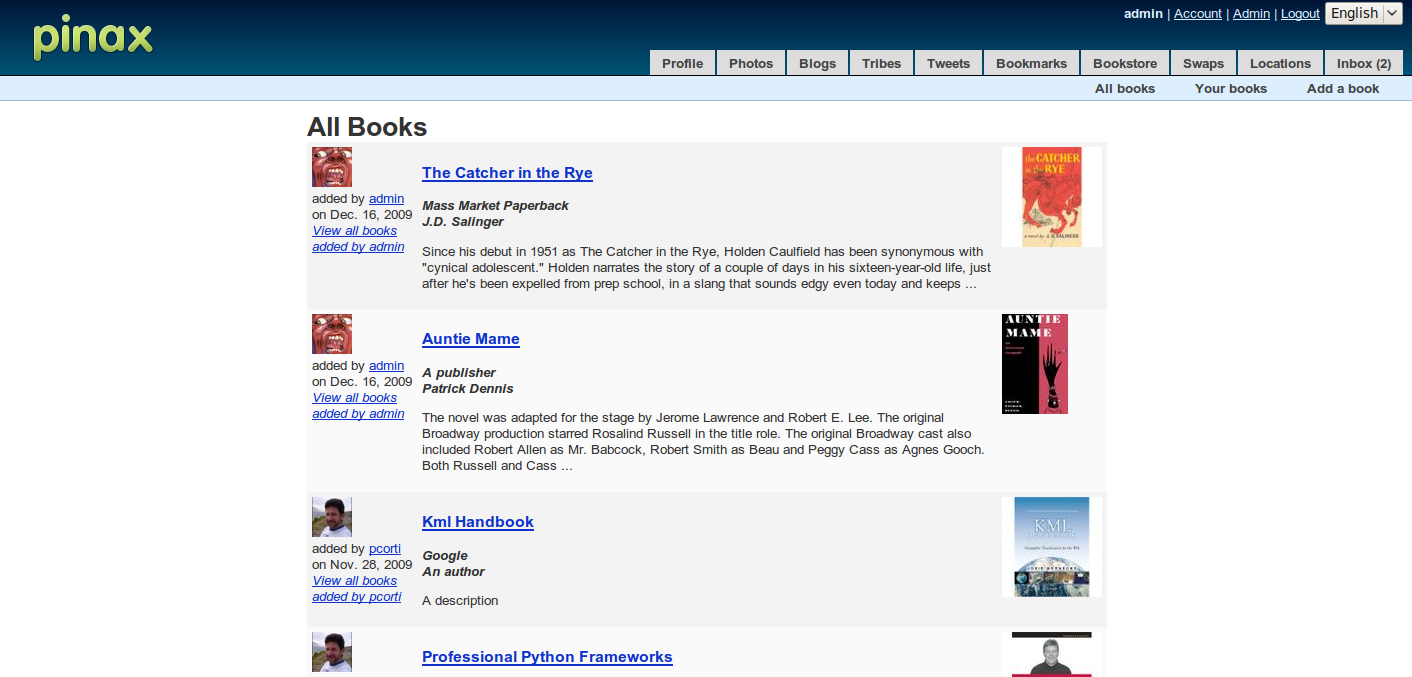 pinax
admin | Account | Admin | Logout English
Profile Photos Blogs Tribes Tweets Bookmarks Bookstore Swaps Locations Inbox (2)
All books Your books Add a book
All Books
The Catcher in the Rye
added by admin
on Dec. 16, 2009
View all books
added by admin
Mass Market Paperback
J.D. Salinger
Since his debut in 1951 as The Catcher in the Rye, Holden Caulfield has been synonymous with
"cynical adolescent." Holden narrates the story of a couple of days in his sixteen-year-old life, just
after he's been expelled from prep school, in a slang that sounds edgy even today and keeps ...
the CATCHER
in the RYE
a novel by J. D. SALINGER
Auntie Mame
added by admin
on Dec. 16, 2009
View all books
added by admin
A publisher
Patrick Dennis
The novel was adapted for the stage by Jerome Lawrence and Robert E. Lee. The original
Broadway production starred Rosalind Russell in the title role. The original Broadway cast also
included Robert Allen as Mr. Babcock, Robert Smith as Beau and Peggy Cass as Agnes Gooch.
Both Russell and Cass ...
AUNTIE
MAME
Kml Handbook
added by pcorti
on Nov. 28, 2009
View all books
added by pcorti
Google
An author
A description
KML
Professional Python Frameworks